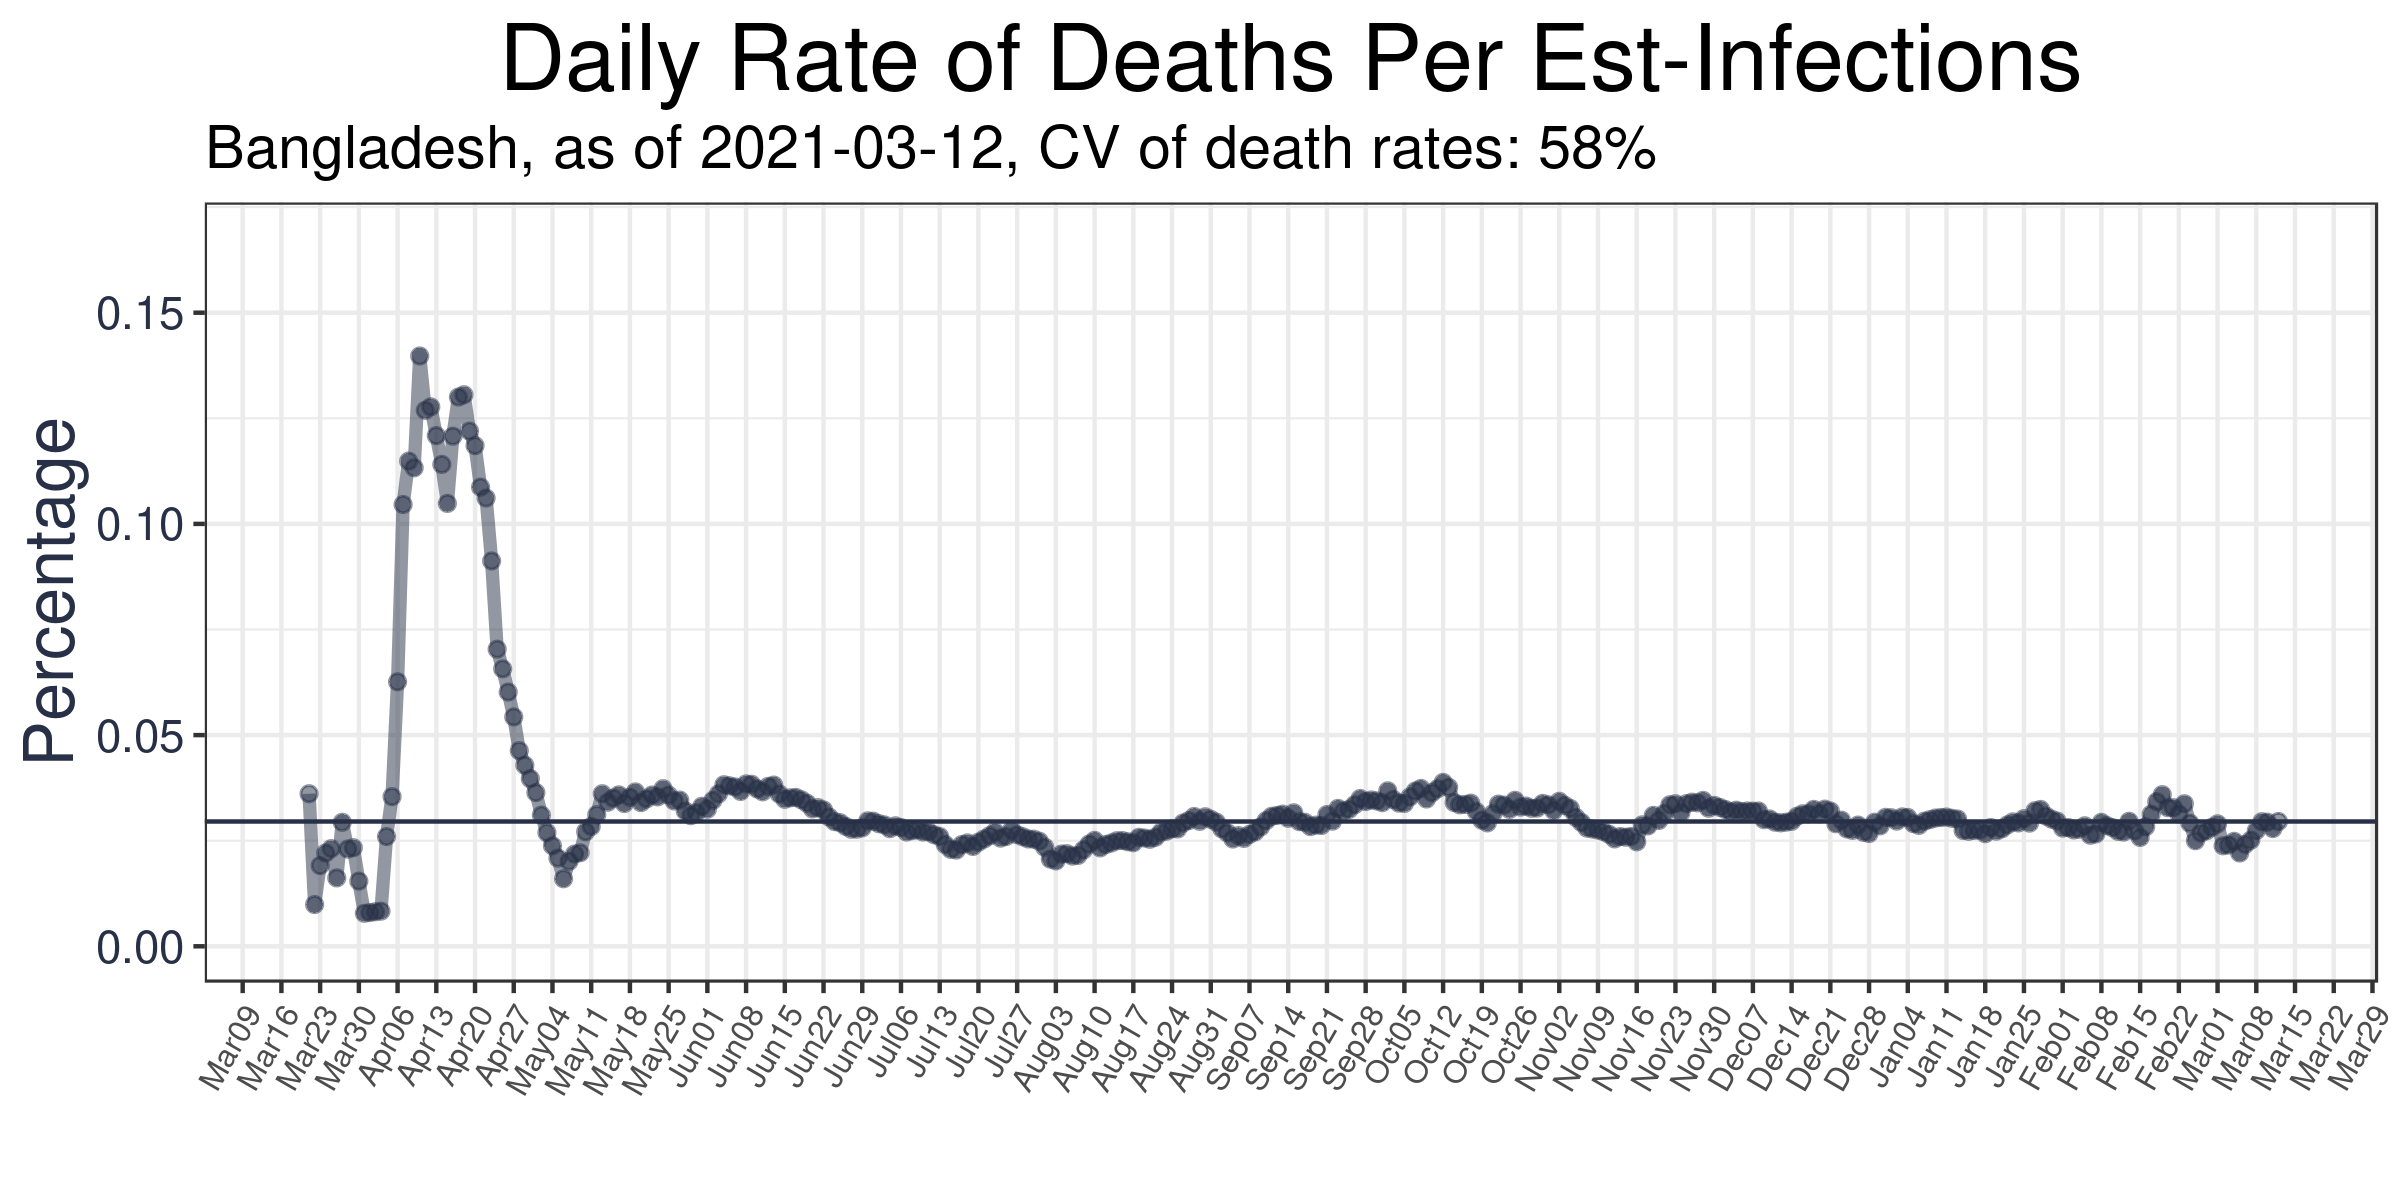 Daily Rate of Deaths Per Est-Infections
Bangladesh, as of 2021-03-12, CV of death rates: 58%
Percentage
0.15
0.10
0.05
0.00
Mar09
Mar16
Mar23
Mar30
Apr06
Apr13
Apr20
Apr27
May04
May11
May18
May25
Jun01
Jun08
Jun15
Jun22
Jun29
Jul06
Jul13
Jul20
Jul27
Aug03
Aug10
Aug17
Aug24
Aug31
Sep07
Sep14
Sep21
Sep28
Oct05
Oct12
Oct19
Oct26
Nov02
Nov09
Nov16
Nov23
Nov30
Dec07
Dec14
Dec21
Dec28
Jan04
Jan11
Jan18
Jan25
Feb01
Feb08
Feb15
Feb22
Mar01
Mar08
Mar15
Mar22
Mar29